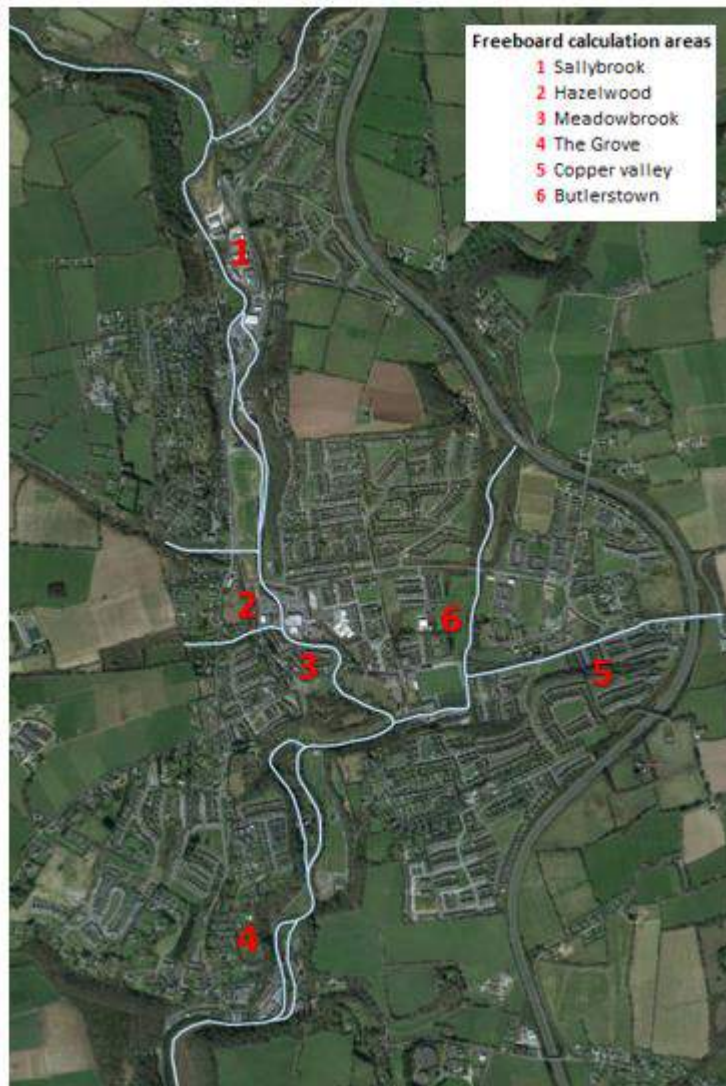 Freeboard calculation areas
1 Sallybrook
2 Hazelwood
3 Meadowbrook
4 The Grove
5 Copper valley
6 Butlerstown
1
2
6
3
5
4